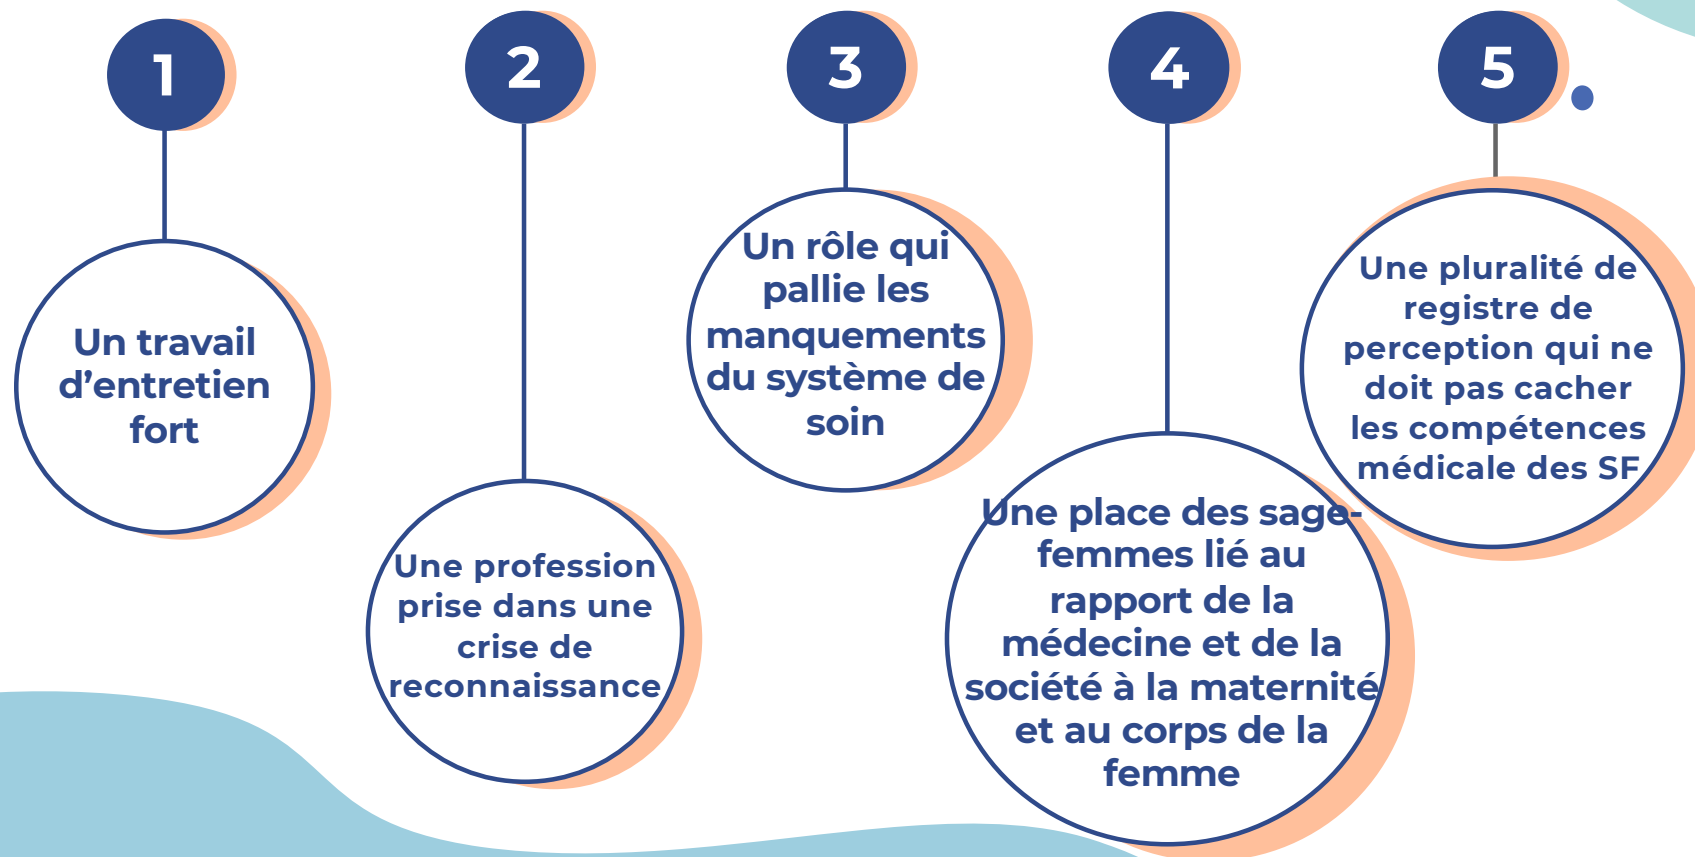 1
Un travail
d’entretien
fort
2
Une profession
prise dans une
crise de
reconnaissance
3
Un rôle qui
pallie les
manquements
du système de
soin
4
Une place des sage-
femmes lié au
rapport de la
médecine et de la
société à la maternité
et au corps de la
femme
5
Une pluralité de
registre de
perception qui ne
doit pas cacher
les compétences
médicale des SF